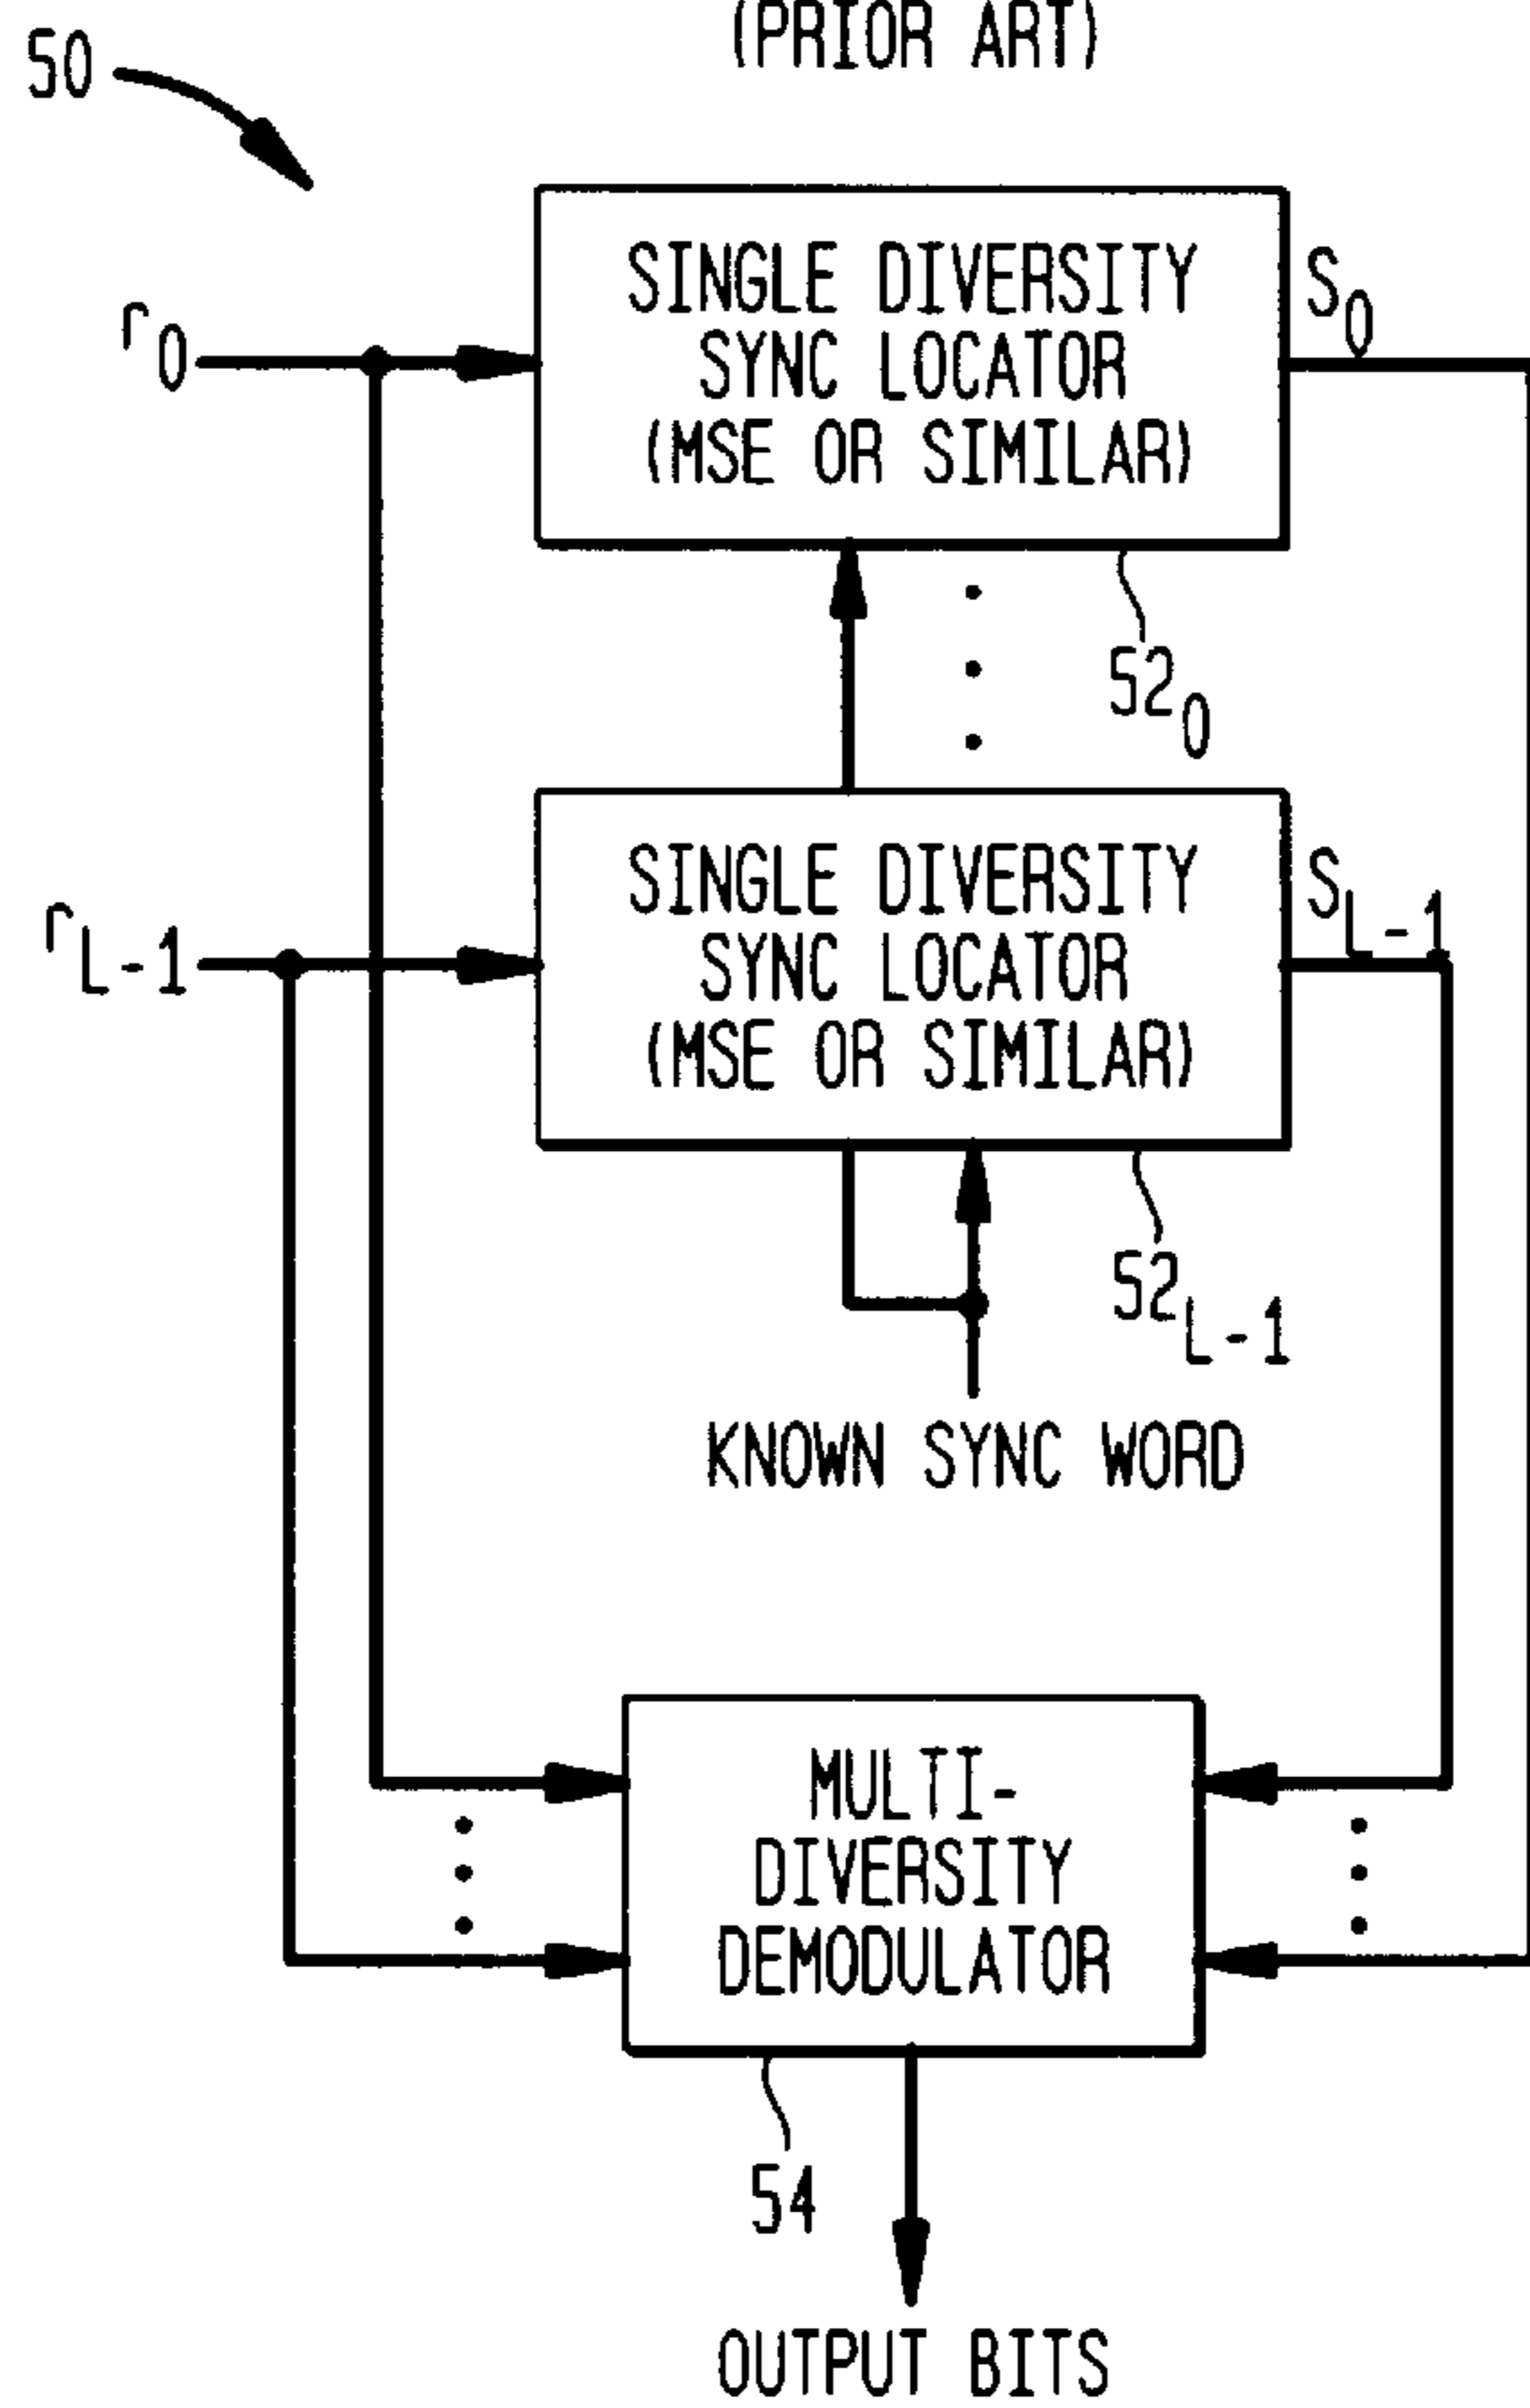 (PRIOR ART)
50
SINGLE DIVERSITY
SYNC LOCATOR
(MSE OR SIMILAR)
r0
S0
520
SINGLE DIVERSITY
SYNC LOCATOR
(MSE OR SIMILAR)
rL-1
SL-1
52L-1
KNOWN SYNC WORD
MULTI-
DIVERSITY
DEMODULATOR
54
OUTPUT BITS